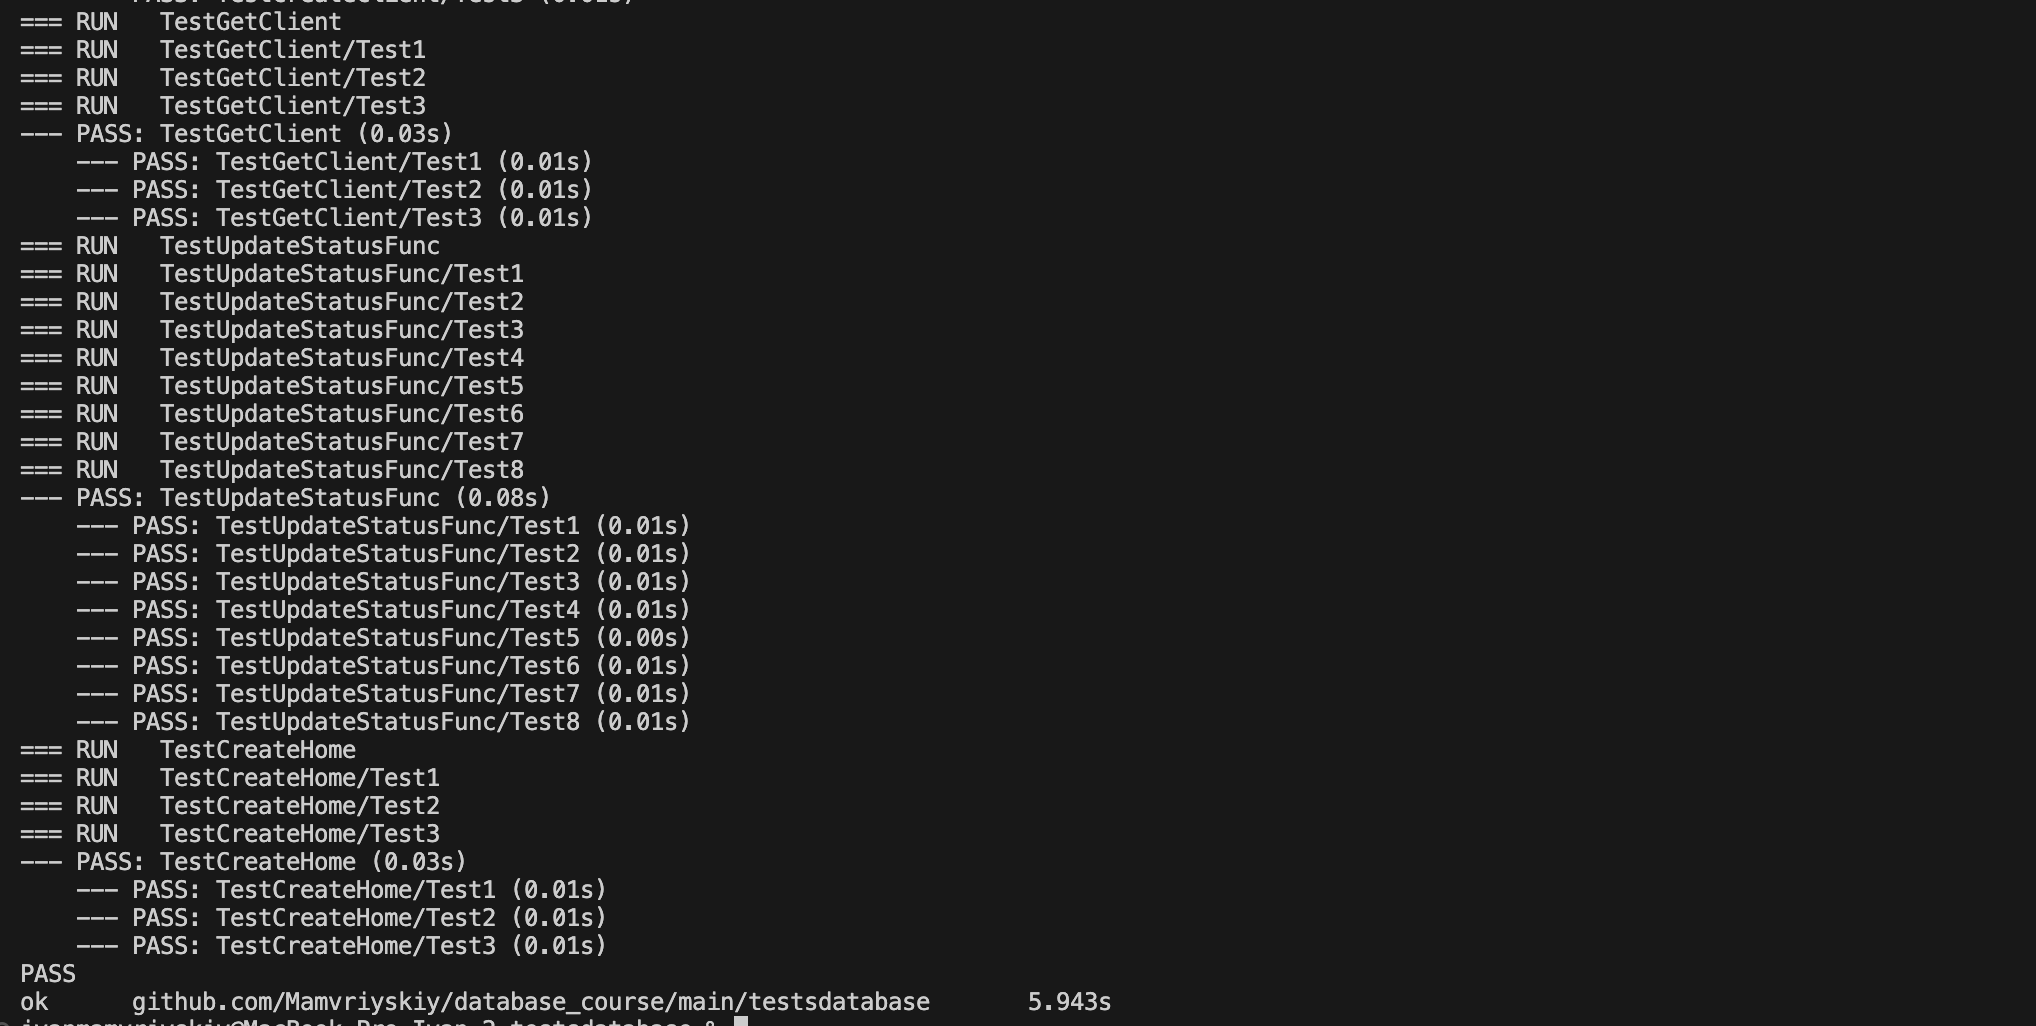 === RUN   TestGetClient
=== RUN   TestGetClient/Test1
=== RUN   TestGetClient/Test2
=== RUN   TestGetClient/Test3
--- PASS: TestGetClient (0.03s)
    --- PASS: TestGetClient/Test1 (0.01s)
    --- PASS: TestGetClient/Test2 (0.01s)
    --- PASS: TestGetClient/Test3 (0.01s)
=== RUN   TestUpdateStatusFunc
=== RUN   TestUpdateStatusFunc/Test1
=== RUN   TestUpdateStatusFunc/Test2
=== RUN   TestUpdateStatusFunc/Test3
=== RUN   TestUpdateStatusFunc/Test4
=== RUN   TestUpdateStatusFunc/Test5
=== RUN   TestUpdateStatusFunc/Test6
=== RUN   TestUpdateStatusFunc/Test7
=== RUN   TestUpdateStatusFunc/Test8
--- PASS: TestUpdateStatusFunc (0.08s)
    --- PASS: TestUpdateStatusFunc/Test1 (0.01s)
    --- PASS: TestUpdateStatusFunc/Test2 (0.01s)
    --- PASS: TestUpdateStatusFunc/Test3 (0.01s)
    --- PASS: TestUpdateStatusFunc/Test4 (0.01s)
    --- PASS: TestUpdateStatusFunc/Test5 (0.00s)
    --- PASS: TestUpdateStatusFunc/Test6 (0.01s)
    --- PASS: TestUpdateStatusFunc/Test7 (0.01s)
    --- PASS: TestUpdateStatusFunc/Test8 (0.01s)
=== RUN   TestCreateHome
=== RUN   TestCreateHome/Test1
=== RUN   TestCreateHome/Test2
=== RUN   TestCreateHome/Test3
--- PASS: TestCreateHome (0.03s)
    --- PASS: TestCreateHome/Test1 (0.01s)
    --- PASS: TestCreateHome/Test2 (0.01s)
    --- PASS: TestCreateHome/Test3 (0.01s)
PASS
ok      github.com/Mamvriyskiy/database_course/main/testsdatabase       5.943s